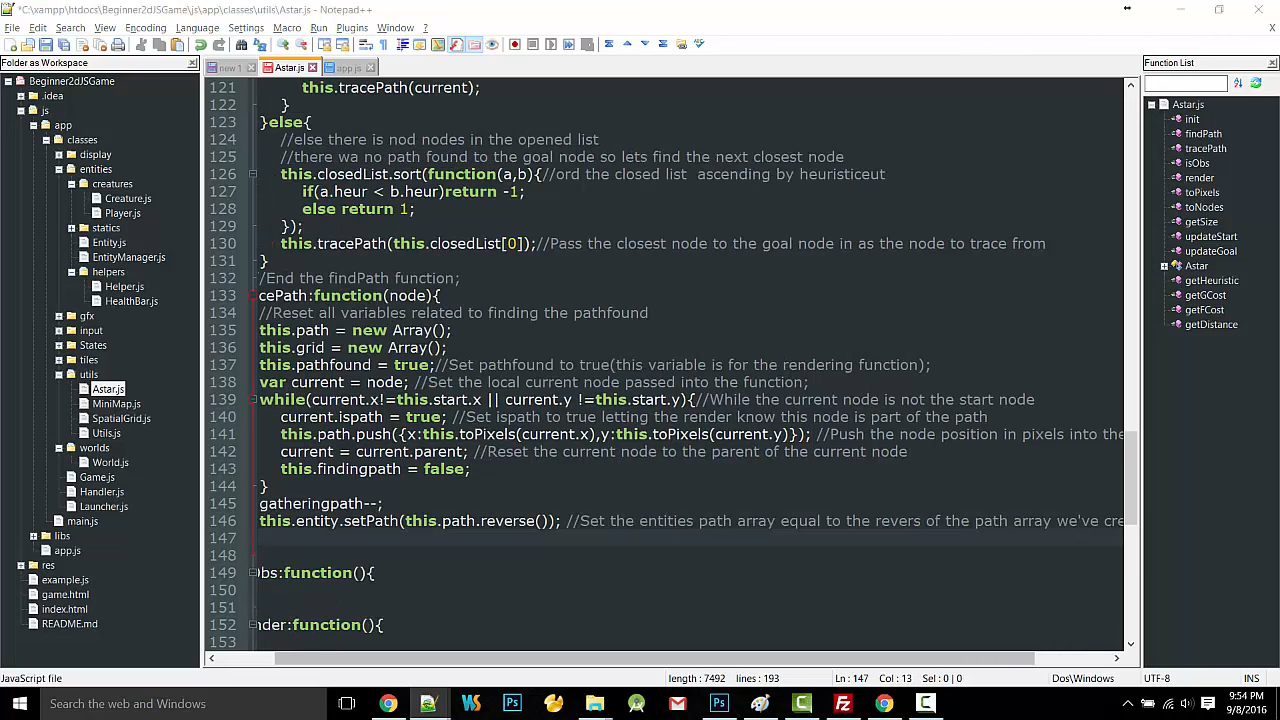 *C:\xampp\htdocs\Beginner2dJSGame\js\app\classes\utils\Astar.js - Notepad++
File Edit Search View Encoding Language Settings Macro Run Plugins Window ? X
Folder as Workspace
new 1 Astar.js app.js
Function List
Beginner2dJSGame
idea
js
app
classes
display
entities
creatures
Creature.js
Player.js
statics
Entity.js
EntityManager.js
helpers
Helper.js
HealthBar.js
gfx
input
States
tiles
utils
Astar.js
MiniMap.js
SpatialGrid.js
Utils.js
worlds
World.js
Game.js
Handler.js
Launcher.js
main.js
libs
app.js
res
example.js
game.html
index.html
README.md
121 this.tracePath(current);
122 }
123 }else{
124 //else there is nod nodes in the opened list
125 //there wa no path found to the goal node so lets find the next closest node
126 this.closedList.sort(function(a,b){//ord the closed list  ascending by heuristiceut
127 if(a.heur < b.heur)return -1;
128 else return 1;
129 });
130 this.tracePath(this.closedList[0]);//Pass the closest node to the goal node in as the node to trace from
131 }
132 /End the findPath function;
133 cePath:function(node){
134 //Reset all variables related to finding the pathfound
135 this.path = new Array();
136 this.grid = new Array();
137 this.pathfound = true;//Set pathfound to true(this variable is for the rendering function);
138 var current = node; //Set the local current node passed into the function;
139 while(current.x!=this.start.x || current.y !=this.start.y){//While the current node is not the start node
140 current.ispath = true; //Set ispath to true letting the render know this node is part of the path
141 this.path.push({x:this.toPixels(current.x),y:this.toPixels(current.y)}); //Push the node position in pixels into the
142 current = current.parent; //Reset the current node to the parent of the current node
143 this.findingpath = false;
144 }
145 gatheringpath--;
146 this.entity.setPath(this.path.reverse()); //Set the entities path array equal to the revers of the path array we've cre
147
148
149 Obs:function(){
150
151
152 nder:function(){
153
Astar.js
init
findPath
tracePath
isObs
render
toPixels
toNodes
getSize
updateStart
updateGoal
Astar
getHeuristic
getGCost
getFCost
getDistance
JavaScript file length : 7492 lines : 193 Ln : 147 Col : 13 Sel : 0 | 0 Dos\Windows UTF-8 INS
Search the web and Windows
9:54 PM
9/8/2016